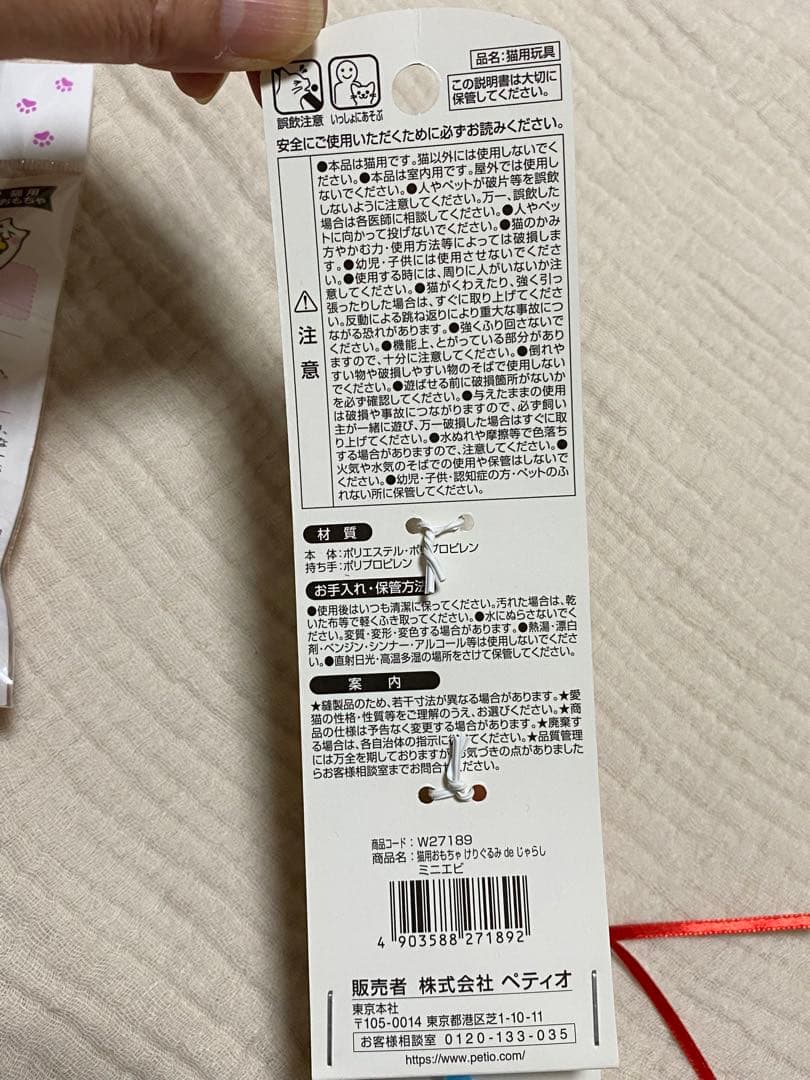 品名：猫用玩具
この説明書は大切に
保管してください。
誤飲注意 いっしょにあそぶ
安全にご使用いただくために必ずお読みください。
注意
●本品は猫用です。猫以外には使用しないでく
ださい。●本品は室内用です。屋外では使用し
ないでください。●人やペットが破片等を誤飲
しないように注意してください。万一、誤飲した
場合は各医師に相談してください。●人やペッ
トに向かって投げないでください。●猫のかみ
方やかむ力・使用方法等によっては破損しま
す。●幼児・子供には使用させないでくださ
い。●使用する時には、周りに人がいないか注
意してください。●猫がくわえたり、強く引っ
張ったりした場合は、すぐに取り上げてくださ
い。反動による跳ね返りにより重大な事故につ
ながる恐れがあります。●強くふり回さないで
ください。●機能上、とがっている部分があり
ますので、十分に注意してください。●倒れや
すい物や破損しやすい物のそばで使用しない
でください。●遊ばせる前に破損箇所がないか
を必ず確認してください。●与えたままの使用
は破損や事故につながりますので、必ず飼い
主が一緒に遊び、万一破損した場合はすぐに取
り上げてください。●水ぬれや摩擦等で色落ち
する場合がありますので、注意してください。●
火気や水気のそばでの使用や保管はしないで
ください。●幼児・子供・認知症の方・ペットのふ
れない所に保管してください。
材質
本 体：ポリエステル・ポリプロピレン
持ち手：ポリプロピレン
お手入れ・保管方法
●使用後はいつも清潔に保ってください。汚れた場合は、乾
いた布等で軽くふき取ってください。●水にぬらさないでく
ださい。変質・変形・変色する場合があります。●熱湯・漂白
剤・ベンジン・シンナー・アルコール等は使用しないでくださ
い。●直射日光・高温多湿の場所をさけて保管してください。
案内
★縫製品のため、若干寸法が異なる場合があります。★愛
猫の性格・性質等をご理解のうえ、お選びください。★商
品の仕様は予告なく変更する場合があります。★廃棄す
る場合は、各自治体の指示に従ってください。★品質管理
には万全を期しておりますが、お気づきの点がありました
らお客様相談室までお問合せください。
商品コード：W27189
商品名：猫用おもちゃ けりぐるみ de じゃらし
ミニエビ
4 903588 271892
販売者 株式会社 ペティオ
東京本社
〒105-0014 東京都港区芝1-10-11
お客様相談室 0120-133-035
https://www.petio.com/
猫用
おもちゃ